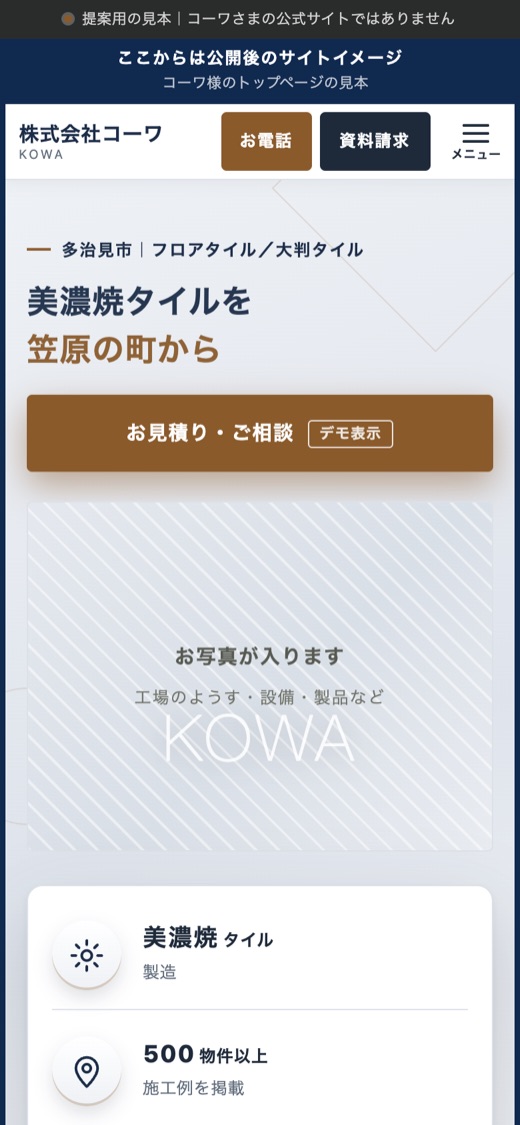 提案用の見本｜コーワさまの公式サイトではありません
ここからは公開後のサイトイメージ
コーワ様のトップページの見本
株式会社コーワ
KOWA
お電話
資料請求
メニュー
多治見市｜フロアタイル／大判タイル
美濃焼タイルを
笠原の町から
お見積り・ご相談 デモ表示
お写真が入ります
工場のようす・設備・製品など
KOWA
美濃焼 タイル
製造
500 物件以上
施工例を掲載